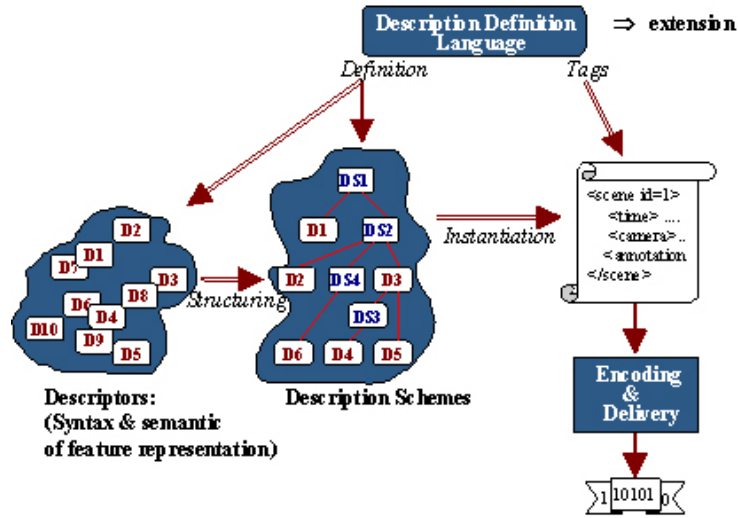 Description Definition
Language
⇒ extension
Definition
Tags
DS1
D1
DS2
D2
DS4
D3
DS3
D6
D4
D5
D2
D1
D7
D3
D8
D6
D4
D10
D9
D5
Structuring
Instantiation
<scene id=1>
<time> ....
<camera>..
<annotation
</scene>
Descriptors:
(Syntax & semantic
of feature representation)
Description Schemes
Encoding
&
Delivery
1 10101 0